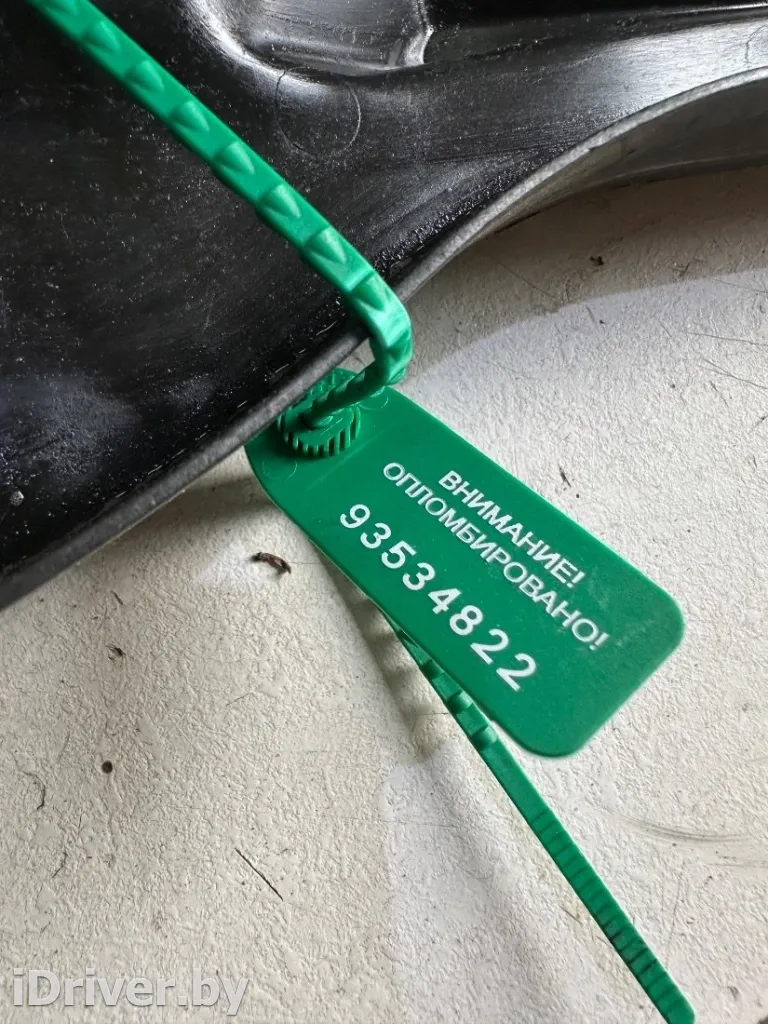 ВНИМАНИЕ!
ОПЛОМБИРОВАНО!
93534822
iDriver.by